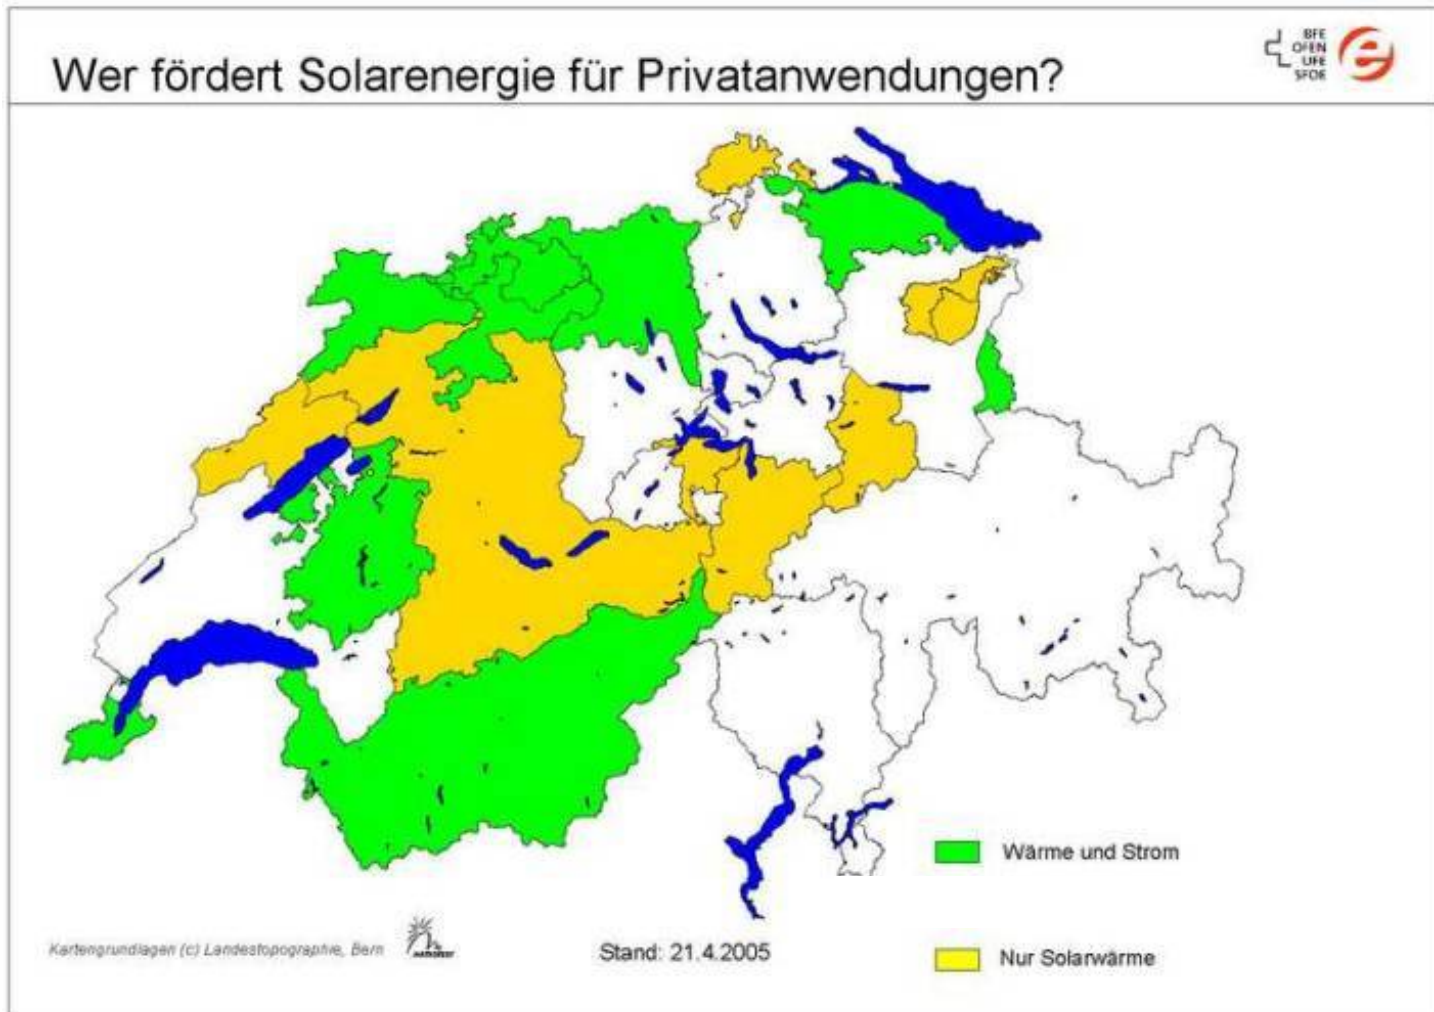 Wer fördert Solarenergie für Privatanwendungen?
BFE
OFEN
UFE
SFOE
Wärme und Strom
Kartengrundlagen (c) Landestopographie, Bern
Stand: 21.4.2005
Nur Solarwärme